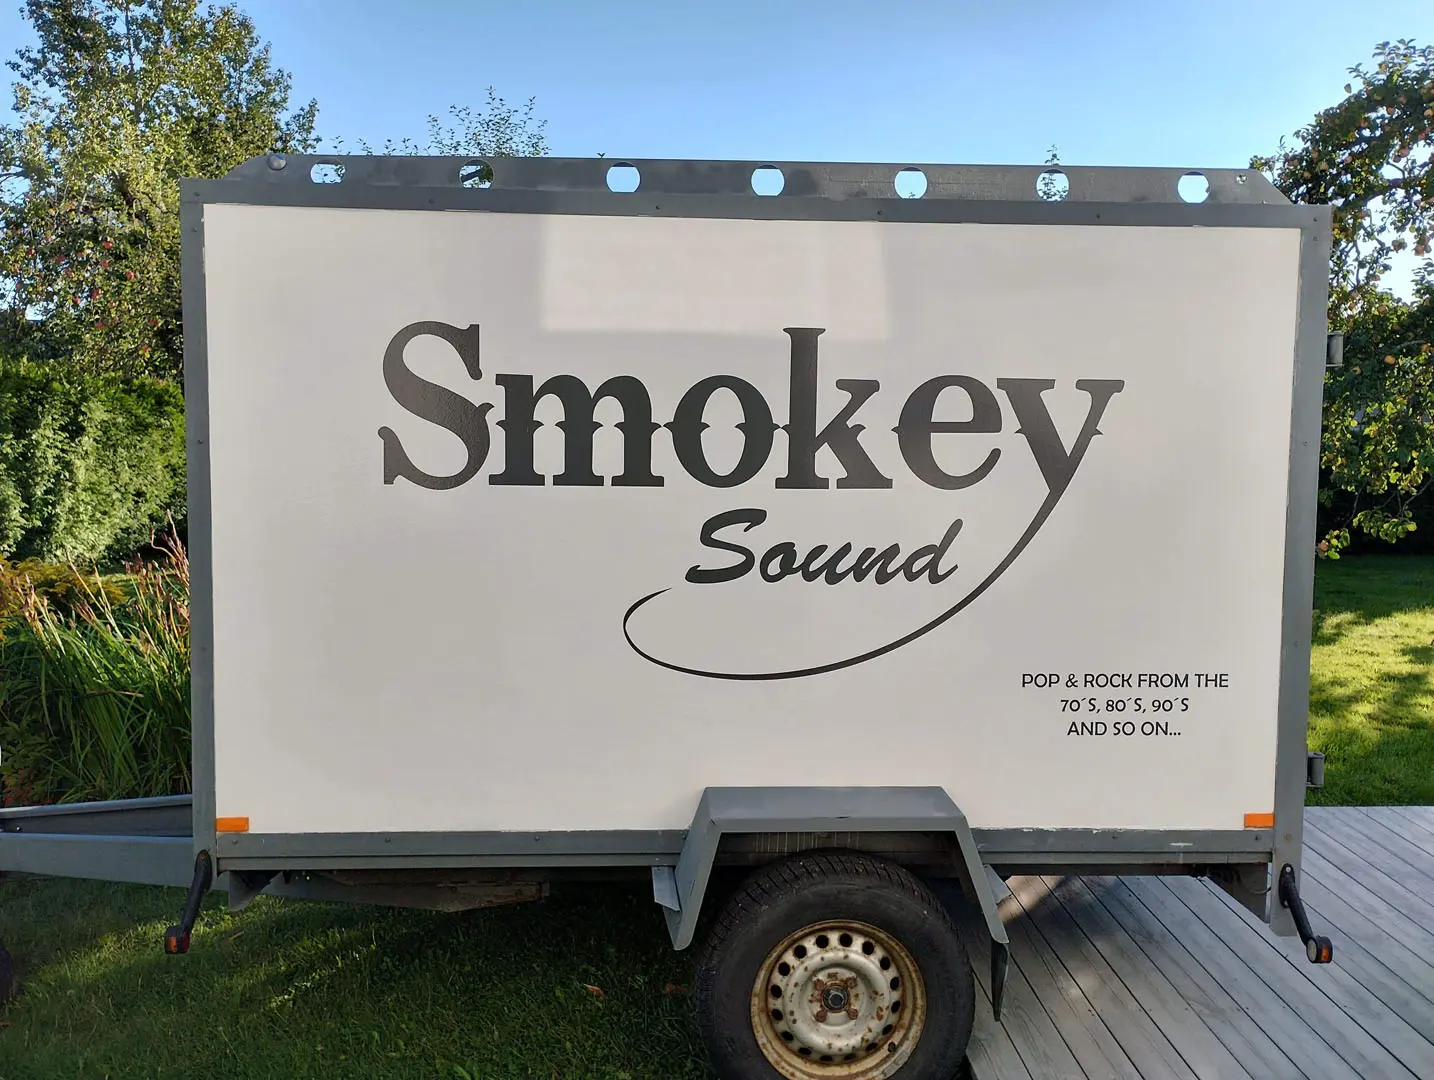 Smokey
Sound
POP & ROCK FROM THE
70´S, 80´S, 90´S
AND SO ON...